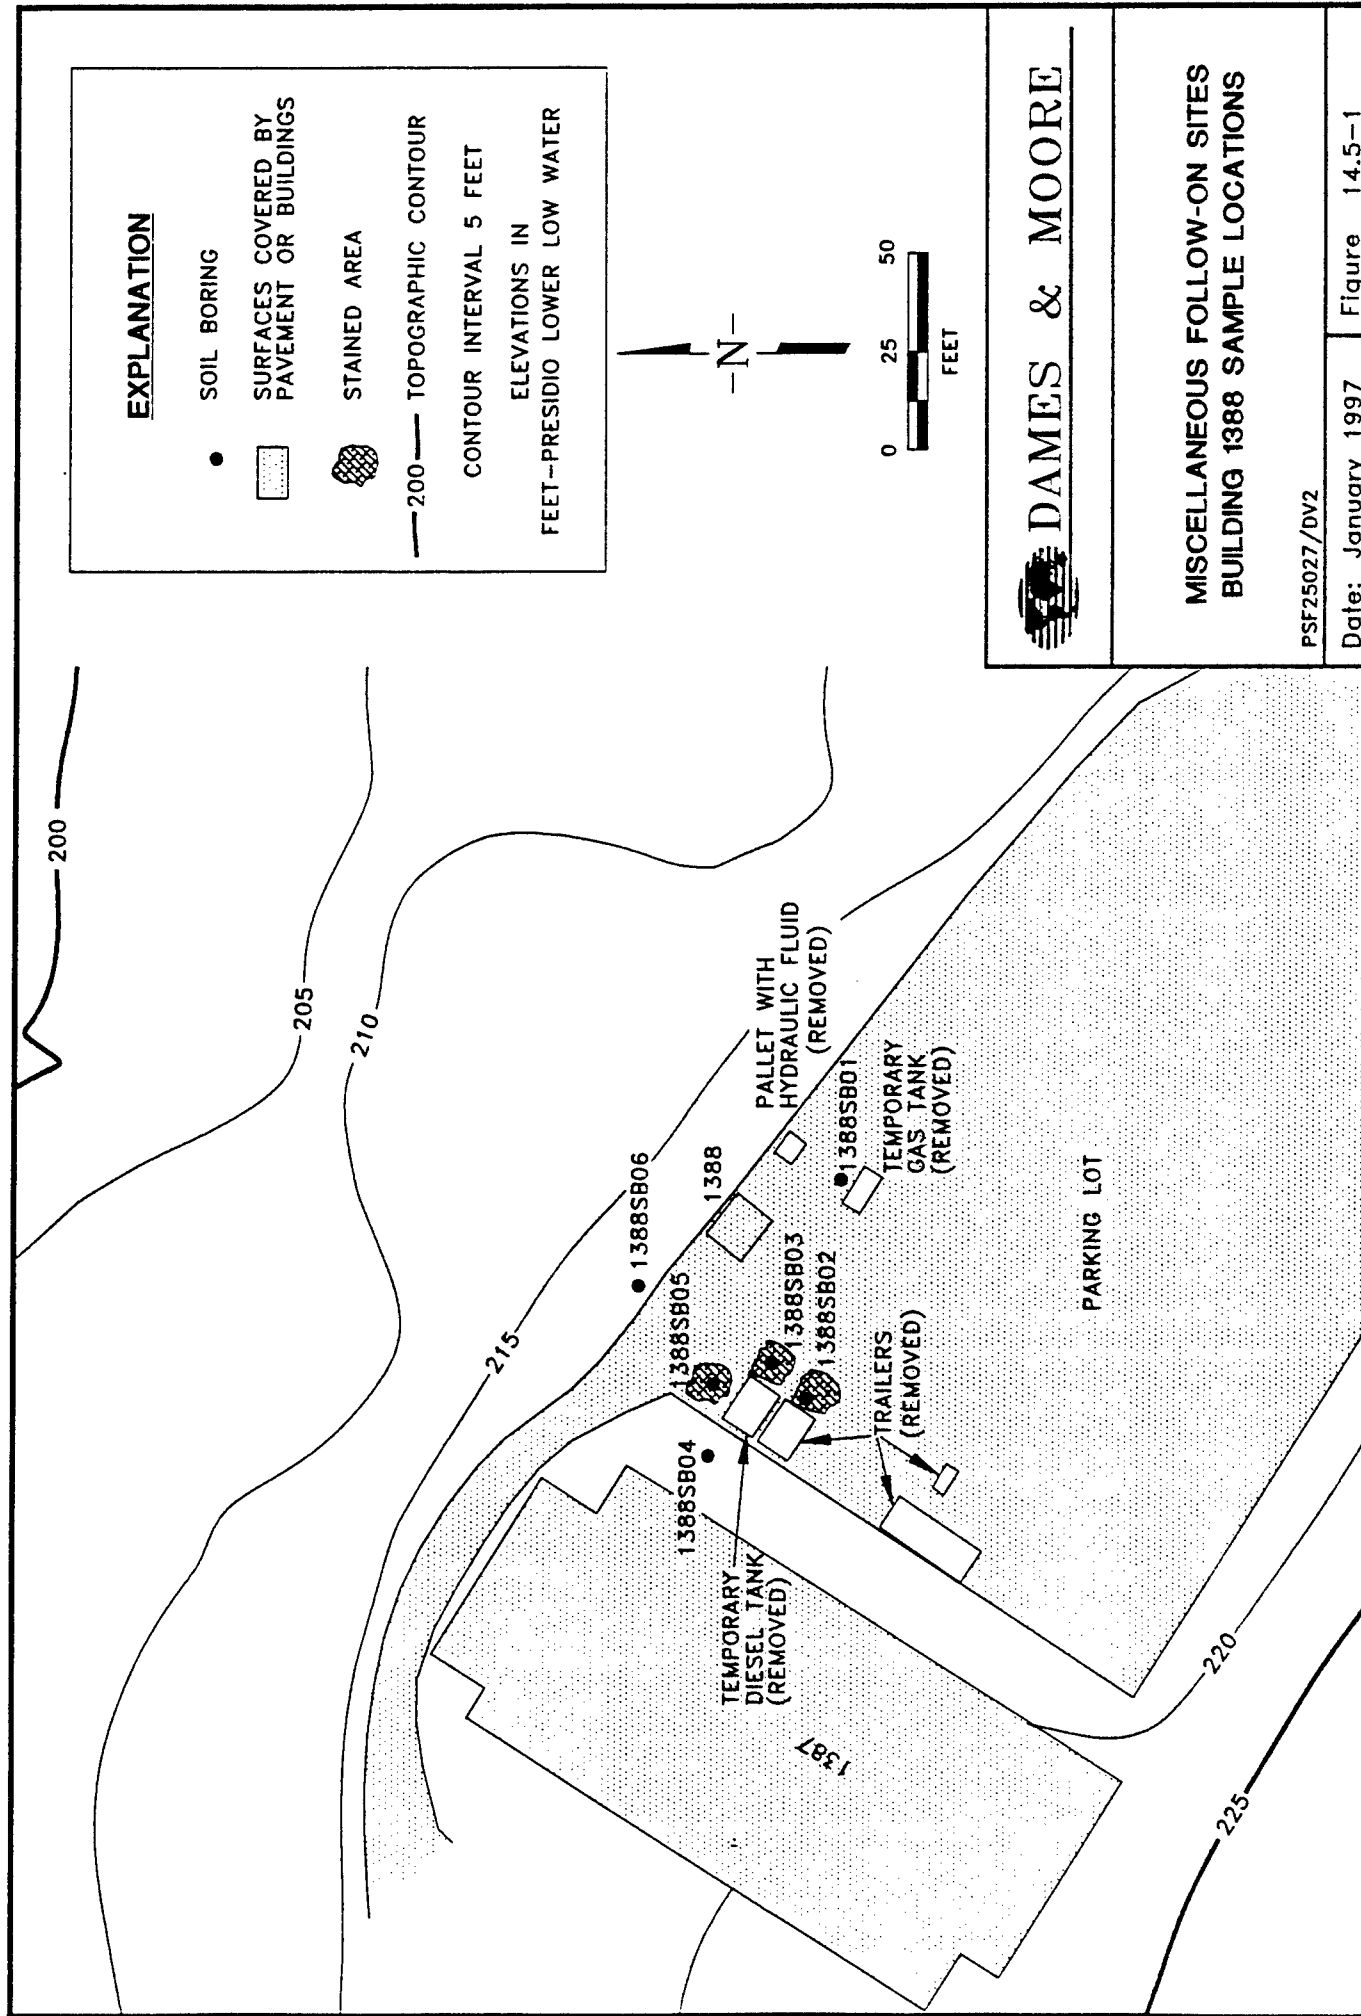 EXPLANATION
SOIL BORING
SURFACES COVERED BY
PAVEMENT OR BUILDINGS
STAINED AREA
200
TOPOGRAPHIC CONTOUR
CONTOUR INTERVAL 5 FEET
ELEVATIONS IN
FEET-PRESIDIO LOWER LOW WATER
-N-
0 25 50
FEET
200
205
210
215
220
225
PALLET WITH
HYDRAULIC FLUID
(REMOVED)
1388SB06
1388
1388SB01
TEMPORARY
GAS TANK
(REMOVED)
1388SB05
1388SB03
1388SB02
1388SB04
TRAILERS
(REMOVED)
TEMPORARY
DIESEL TANK
(REMOVED)
1387
PARKING LOT
DAMES & MOORE
MISCELLANEOUS FOLLOW-ON SITES
BUILDING 1388 SAMPLE LOCATIONS
PSF25027/DV2
Date: January 1997
Figure 14.5-1